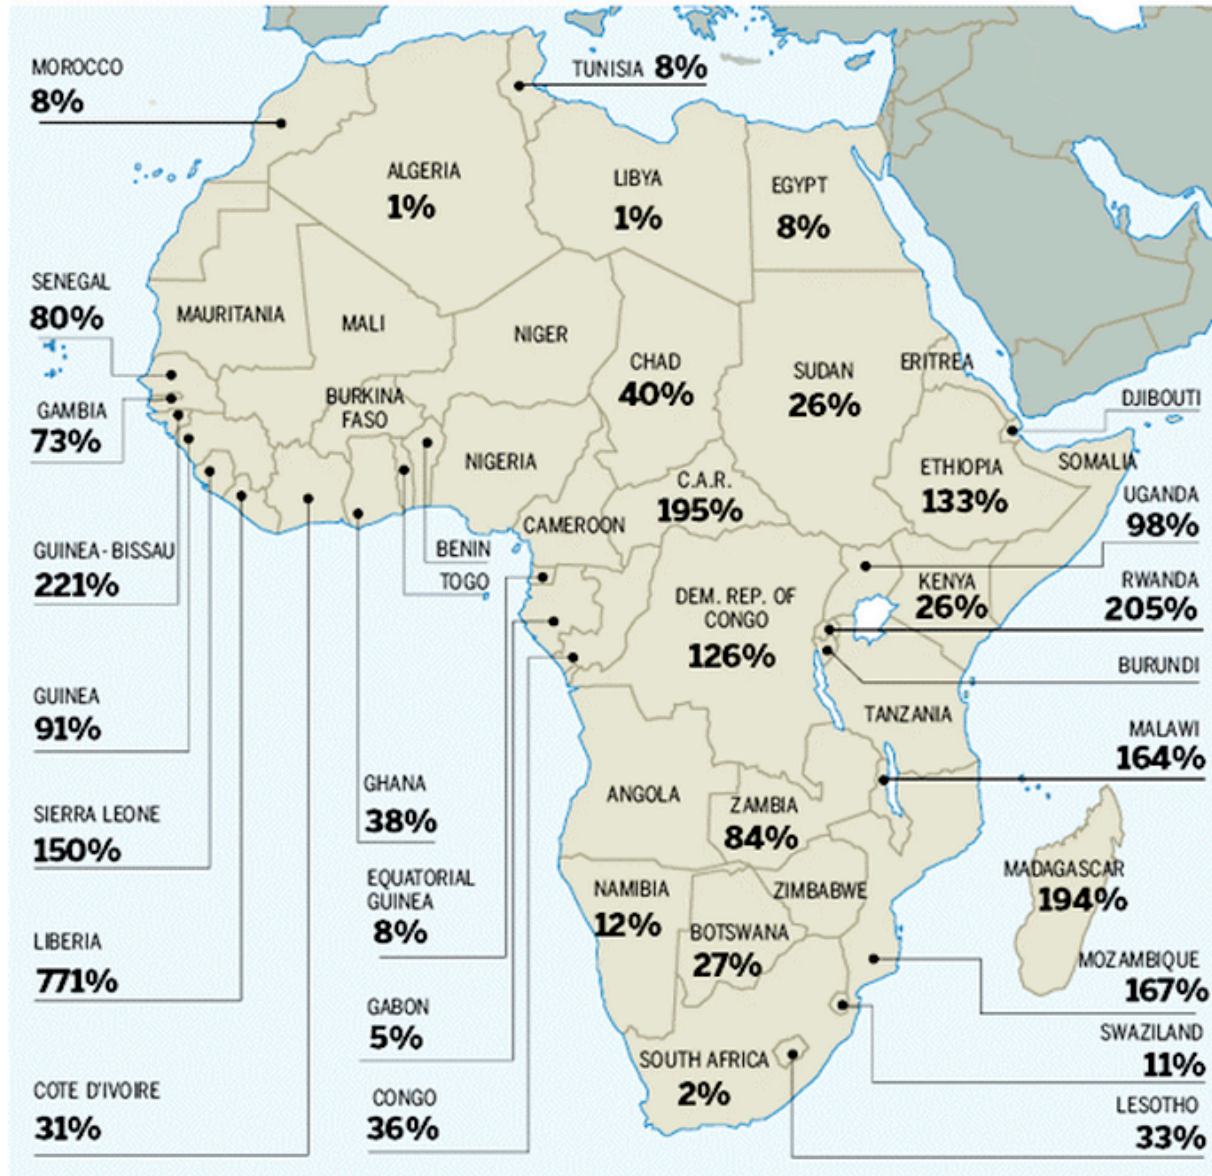 MOROCCO
8%
TUNISIA 8%
ALGERIA
1%
LIBYA
1%
EGYPT
8%
SENEGAL
80%
MAURITANIA
MALI
NIGER
CHAD
40%
SUDAN
26%
ERITREA
DJIBOUTI
GAMBIA
73%
BURKINA
FASO
NIGERIA
C.A.R.
195%
ETHIOPIA
133%
SOMALIA
UGANDA
98%
GUINEA-BISSAU
221%
BENIN
TOGO
CAMEROON
DEM. REP. OF
CONGO
126%
KENYA
26%
RWANDA
205%
BURUNDI
GUINEA
91%
TANZANIA
MALAWI
164%
SIERRA LEONE
150%
GHANA
38%
ANGOLA
ZAMBIA
84%
MADAGASCAR
194%
EQUATORIAL
GUINEA
8%
NAMIBIA
12%
ZIMBABWE
BOTSWANA
27%
LIBERIA
771%
MOZAMBIQUE
167%
GABON
5%
SWAZILAND
11%
SOUTH AFRICA
2%
COTE D'IVOIRE
31%
CONGO
36%
LESOTHO
33%